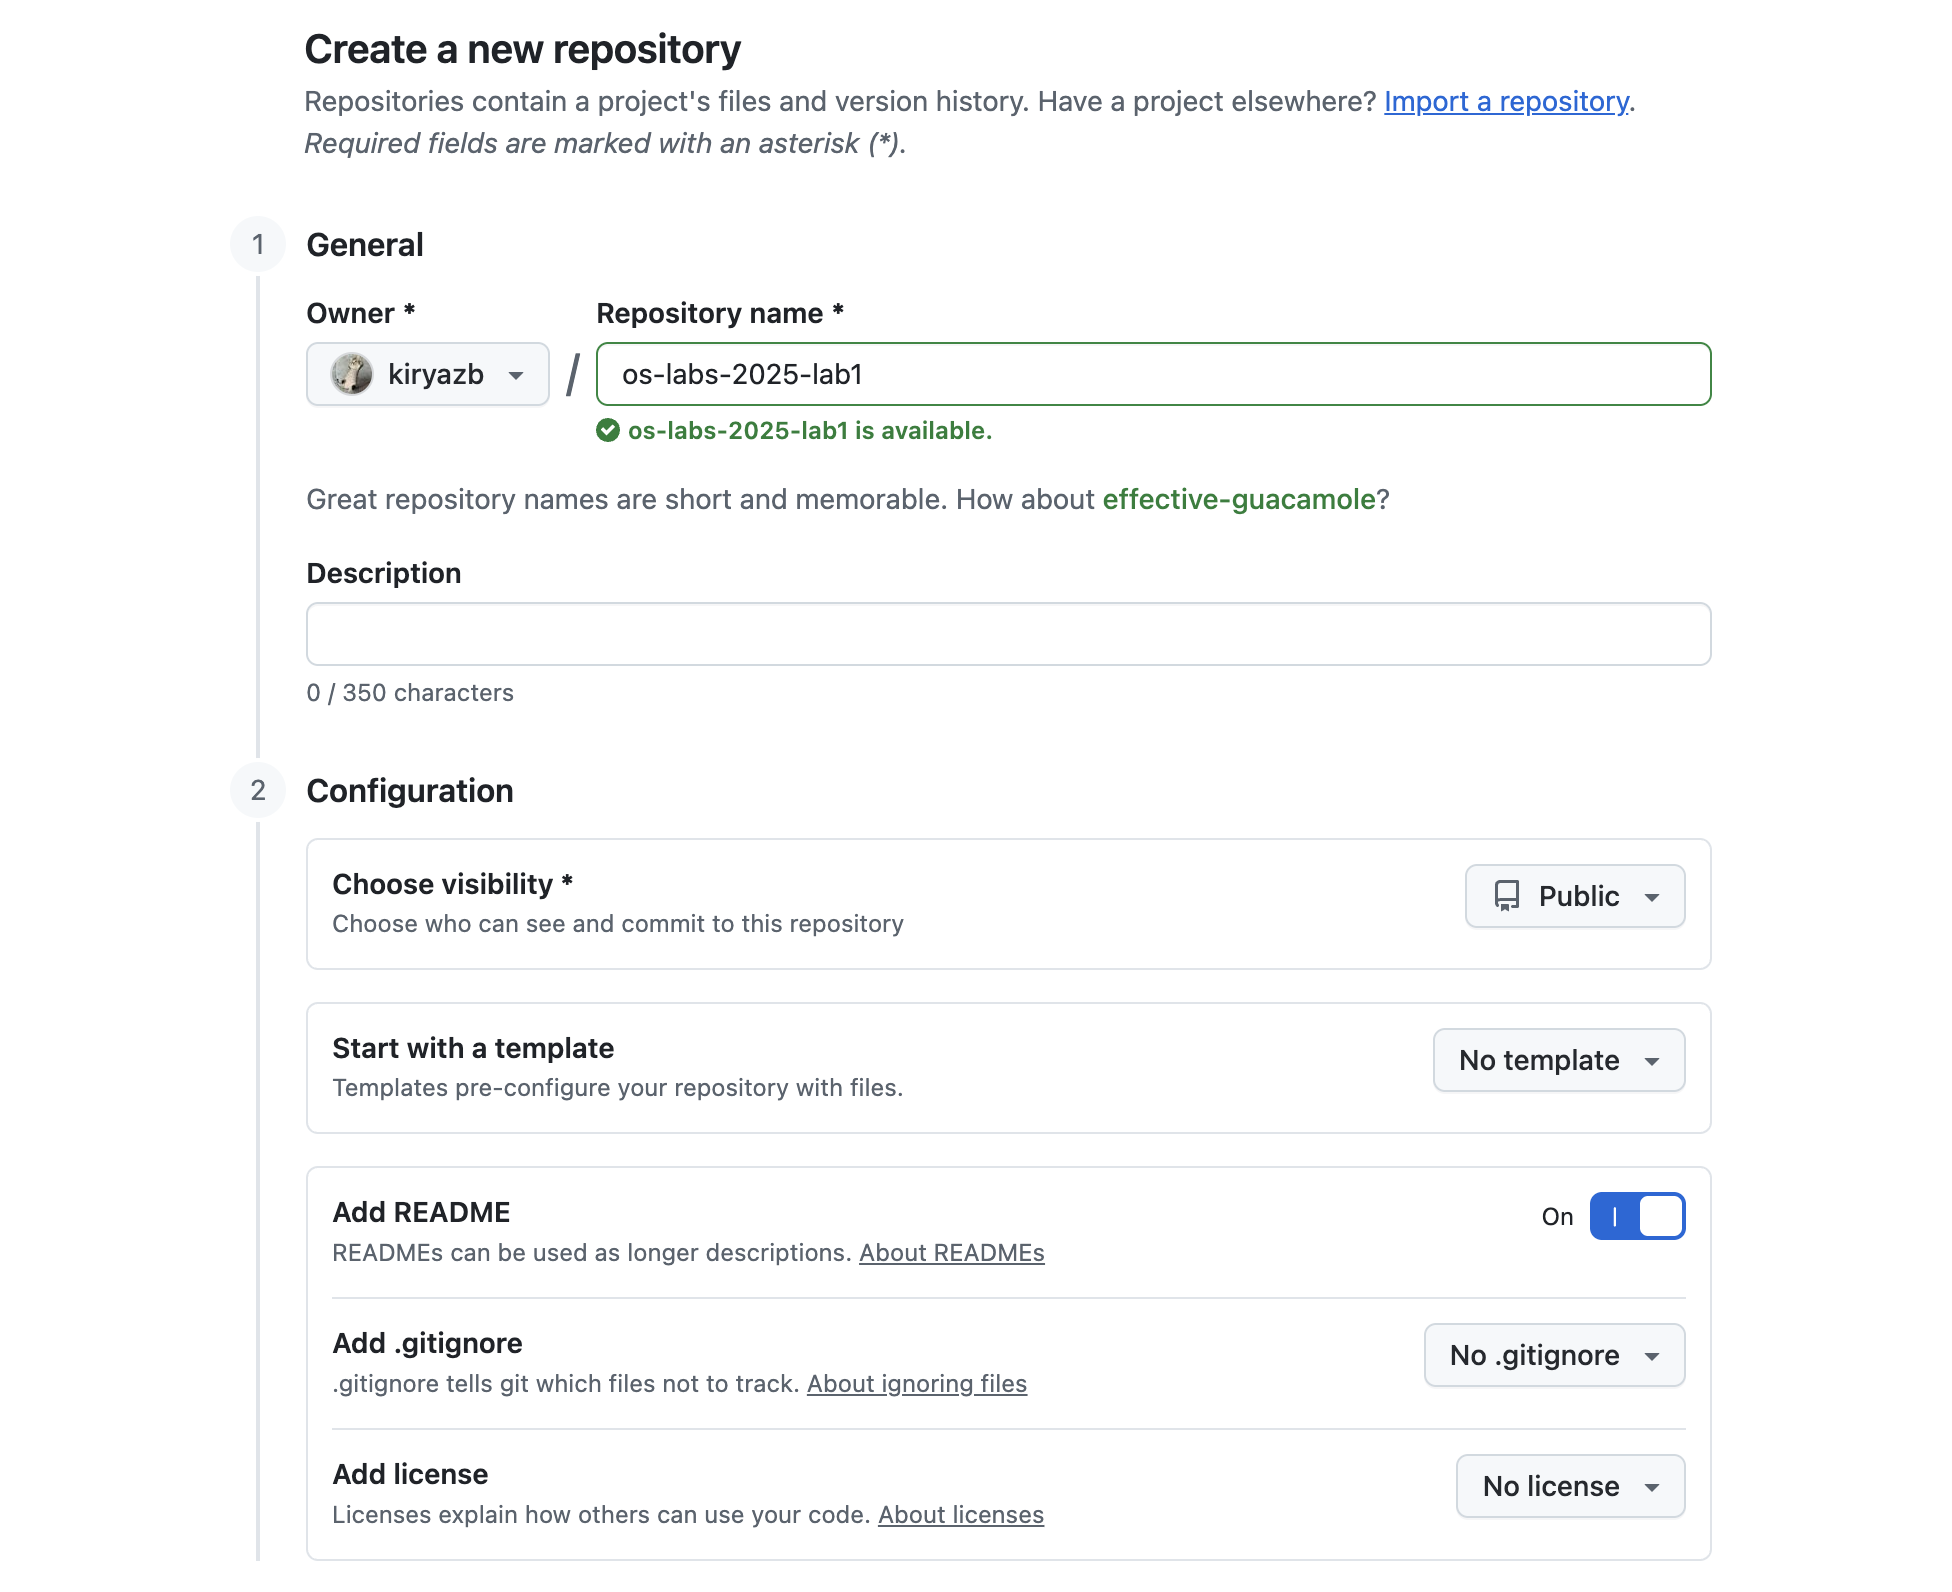 Create a new repository
Repositories contain a project's files and version history. Have a project elsewhere? Import a repository.
Required fields are marked with an asterisk (*).
1 General
Owner * Repository name *
kiryazb / os-labs-2025-lab1
os-labs-2025-lab1 is available.
Great repository names are short and memorable. How about effective-guacamole?
Description
0 / 350 characters
2 Configuration
Choose visibility *
Public
Choose who can see and commit to this repository
Start with a template
No template
Templates pre-configure your repository with files.
Add README
On
READMEs can be used as longer descriptions. About READMEs
Add .gitignore
No .gitignore
.gitignore tells git which files not to track. About ignoring files
Add license
No license
Licenses explain how others can use your code. About licenses